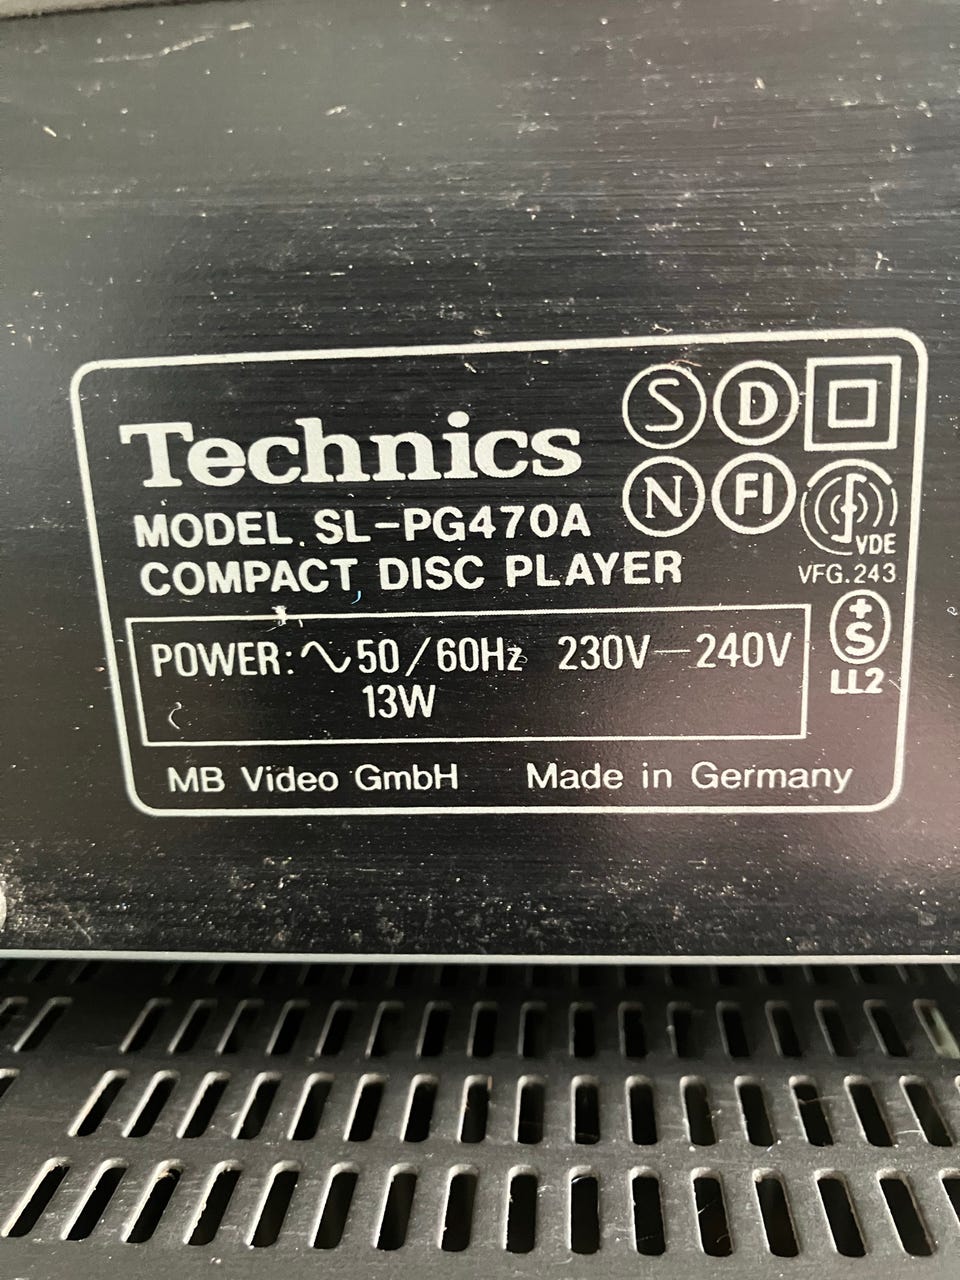 Technics
MODEL SL-PG470A
COMPACT DISC PLAYER
S D
N FI
VDE
VFG.243
+S
LL2
POWER: ∿ 50/60Hz 230V—240V
13W
MB Video GmbH Made in Germany